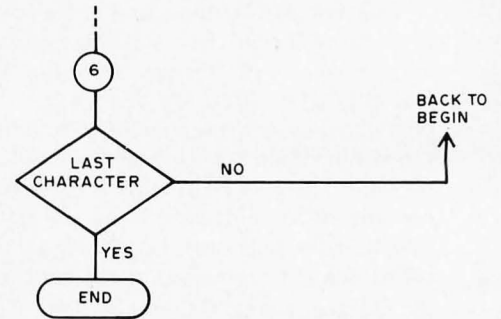 6
BACK TO
BEGIN
LAST
CHARACTER
NO
YES
END